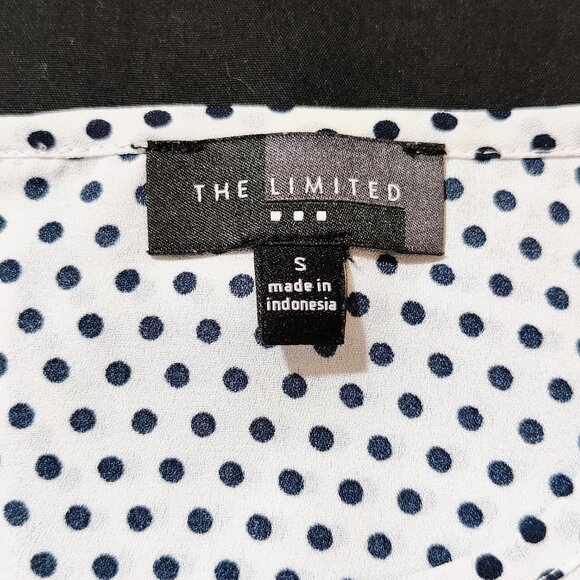 THE LIMITED
S
made in
indonesia